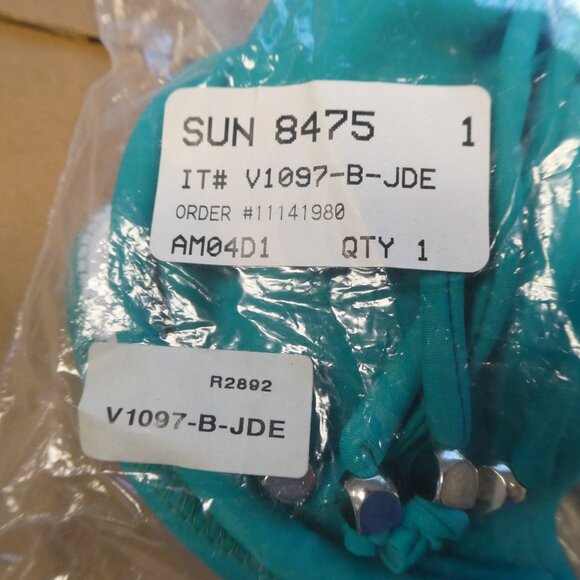 SUN 8475 1
IT# V1097-B-JDE
ORDER #11141980
AM04D1 QTY 1
R2892
V1097-B-JDE